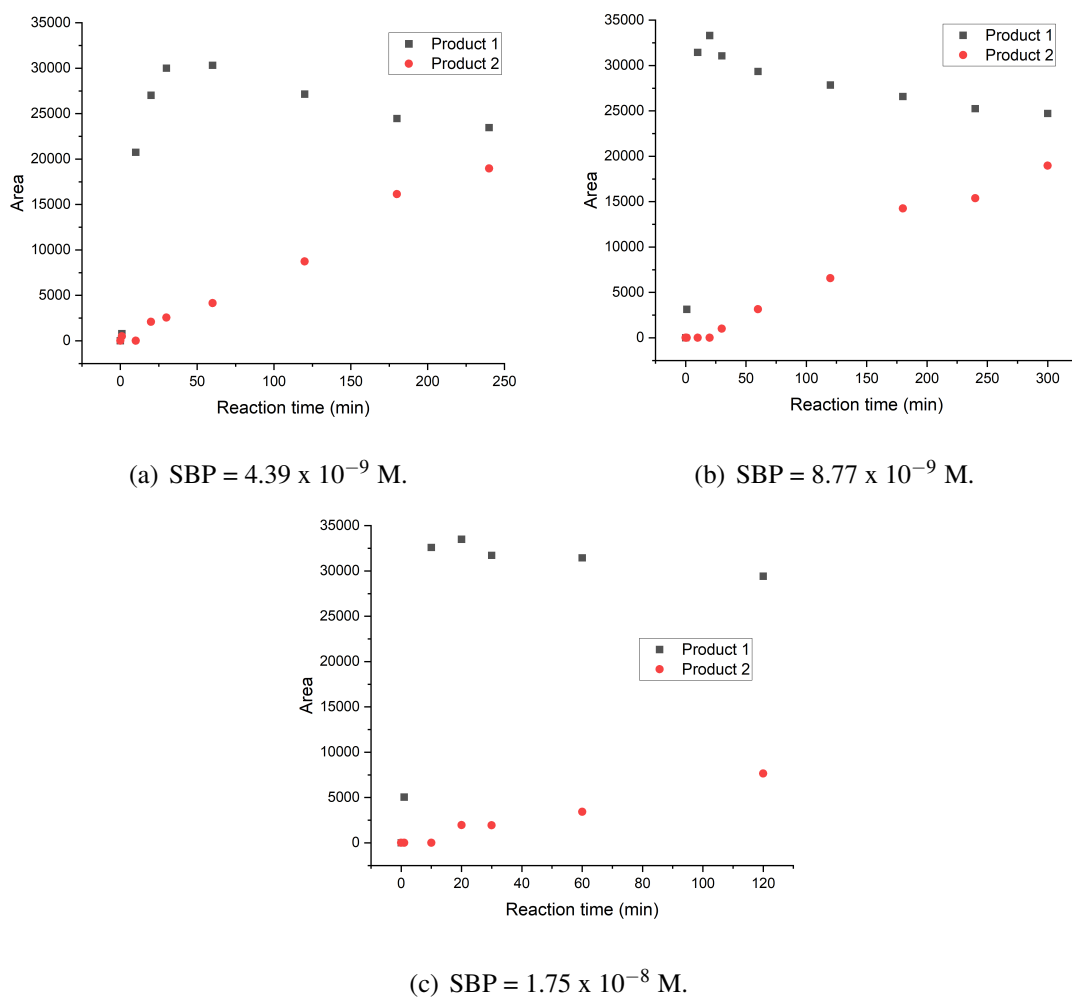 35000
30000
25000
20000
15000
10000
5000
0
Area
Product 1
Product 2
0 50 100 150 200 250
Reaction time (min)
(a) SBP = 4.39 x 10⁻⁹ M.
35000
30000
25000
20000
15000
10000
5000
0
Area
Product 1
Product 2
0 50 100 150 200 250 300
Reaction time (min)
(b) SBP = 8.77 x 10⁻⁹ M.
35000
30000
25000
20000
15000
10000
5000
0
Area
Product 1
Product 2
0 20 40 60 80 100 120
Reaction time (min)
(c) SBP = 1.75 x 10⁻⁸ M.